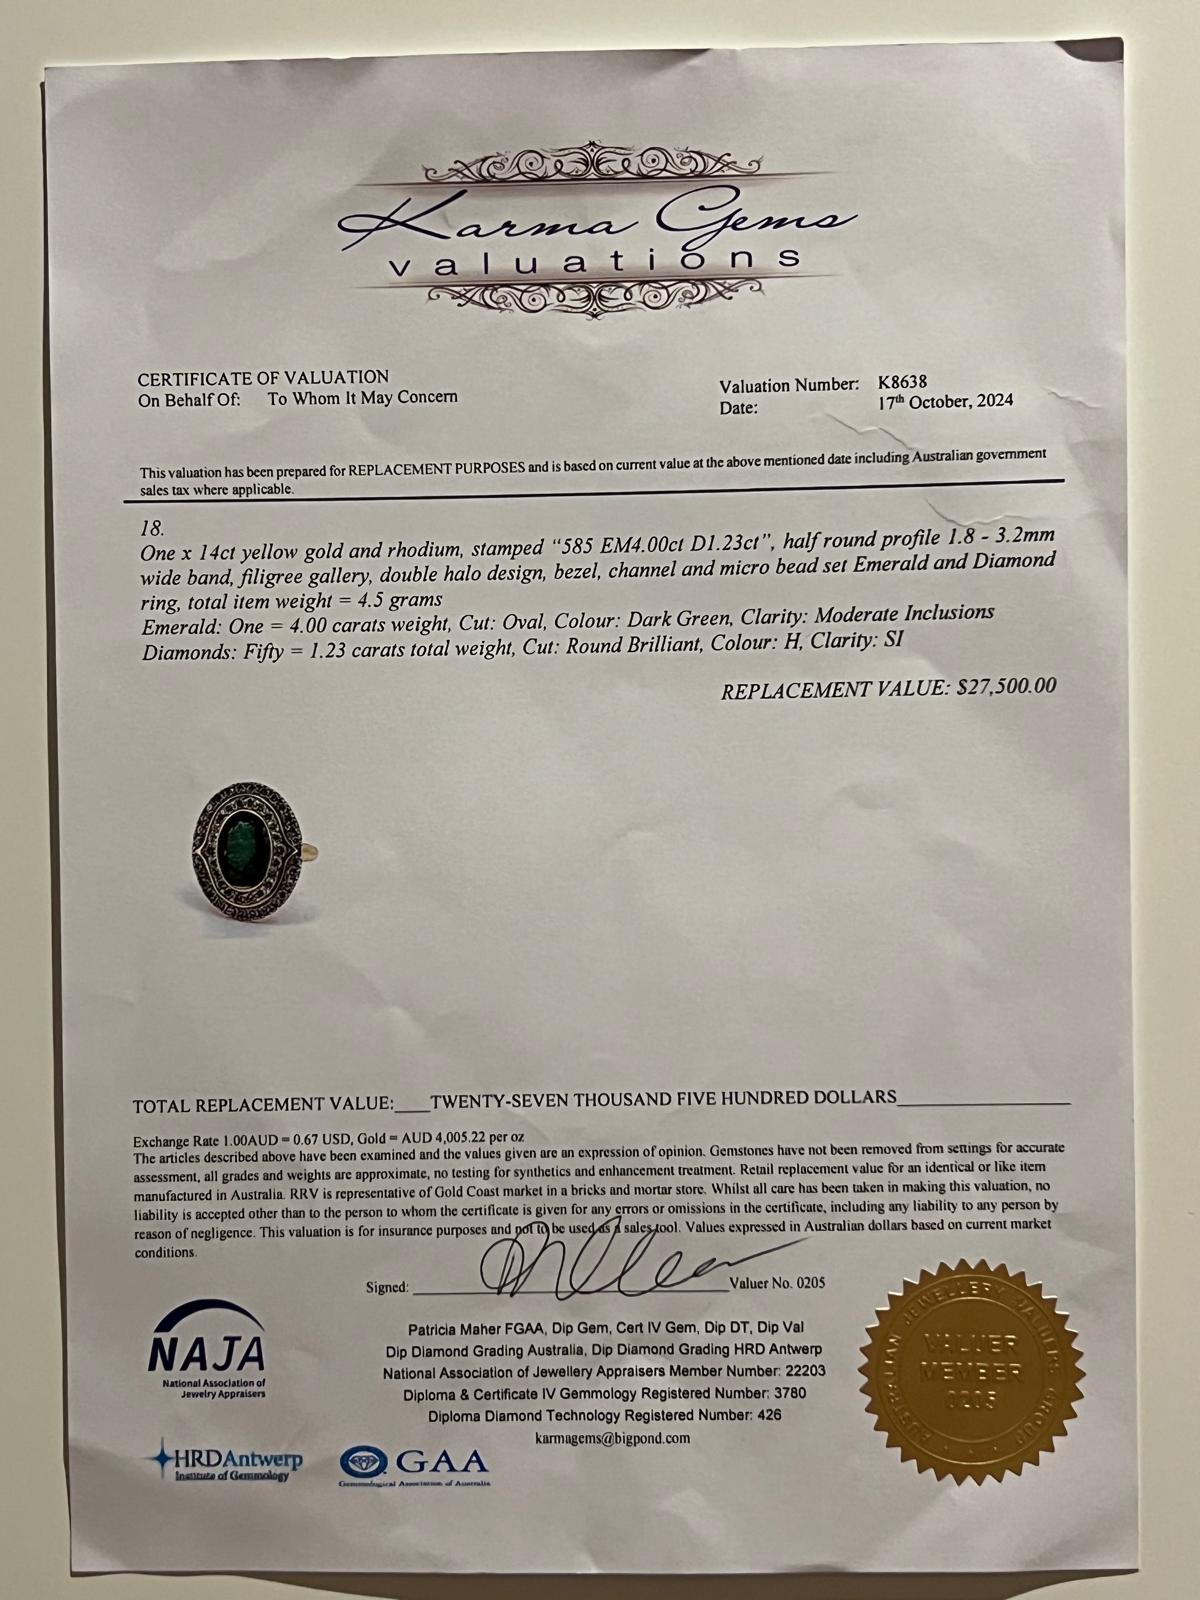 Karma Gems
valuations
CERTIFICATE OF VALUATION
On Behalf Of: To Whom It May Concern
Valuation Number: K8638
Date: 17th October, 2024
This valuation has been prepared for REPLACEMENT PURPOSES and is based on current value at the above mentioned date including Australian government
sales tax where applicable.
18.
One x 14ct yellow gold and rhodium, stamped “585 EM4.00ct D1.23ct”, half round profile 1.8 - 3.2mm
wide band, filigree gallery, double halo design, bezel, channel and micro bead set Emerald and Diamond
ring, total item weight = 4.5 grams
Emerald: One = 4.00 carats weight, Cut: Oval, Colour: Dark Green, Clarity: Moderate Inclusions
Diamonds: Fifty = 1.23 carats total weight, Cut: Round Brilliant, Colour: H, Clarity: SI
REPLACEMENT VALUE: $27,500.00
TOTAL REPLACEMENT VALUE:___TWENTY-SEVEN THOUSAND FIVE HUNDRED DOLLARS_______________
Exchange Rate 1.00AUD = 0.67 USD, Gold = AUD 4,005.22 per oz
The articles described above have been examined and the values given are an expression of opinion. Gemstones have not been removed from settings for accurate
assessment, all grades and weights are approximate, no testing for synthetics and enhancement treatment. Retail replacement value for an identical or like item
manufactured in Australia. RRV is representative of Gold Coast market in a bricks and mortar store. Whilst all care has been taken in making this valuation, no
liability is accepted other than to the person to whom the certificate is given for any errors or omissions in the certificate, including any liability to any person by
reason of negligence. This valuation is for insurance purposes and not to be used as a sales tool. Values expressed in Australian dollars based on current market
conditions.
Signed: Valuer No. 0205
Patricia Maher FGAA, Dip Gem, Cert IV Gem, Dip DT, Dip Val
Dip Diamond Grading Australia, Dip Diamond Grading HRD Antwerp
National Association of Jewellery Appraisers Member Number: 22203
Diploma & Certificate IV Gemmology Registered Number: 3780
Diploma Diamond Technology Registered Number: 426
karmagems@bigpond.com
NAJA
National Association of
Jewelry Appraisers
HRDAntwerp
Institute of Gemmology
GAA
Gemmological Association of Australia
AUSTRALIAN JEWELLERY VALUERS GROUP
VALUER
MEMBER
0205